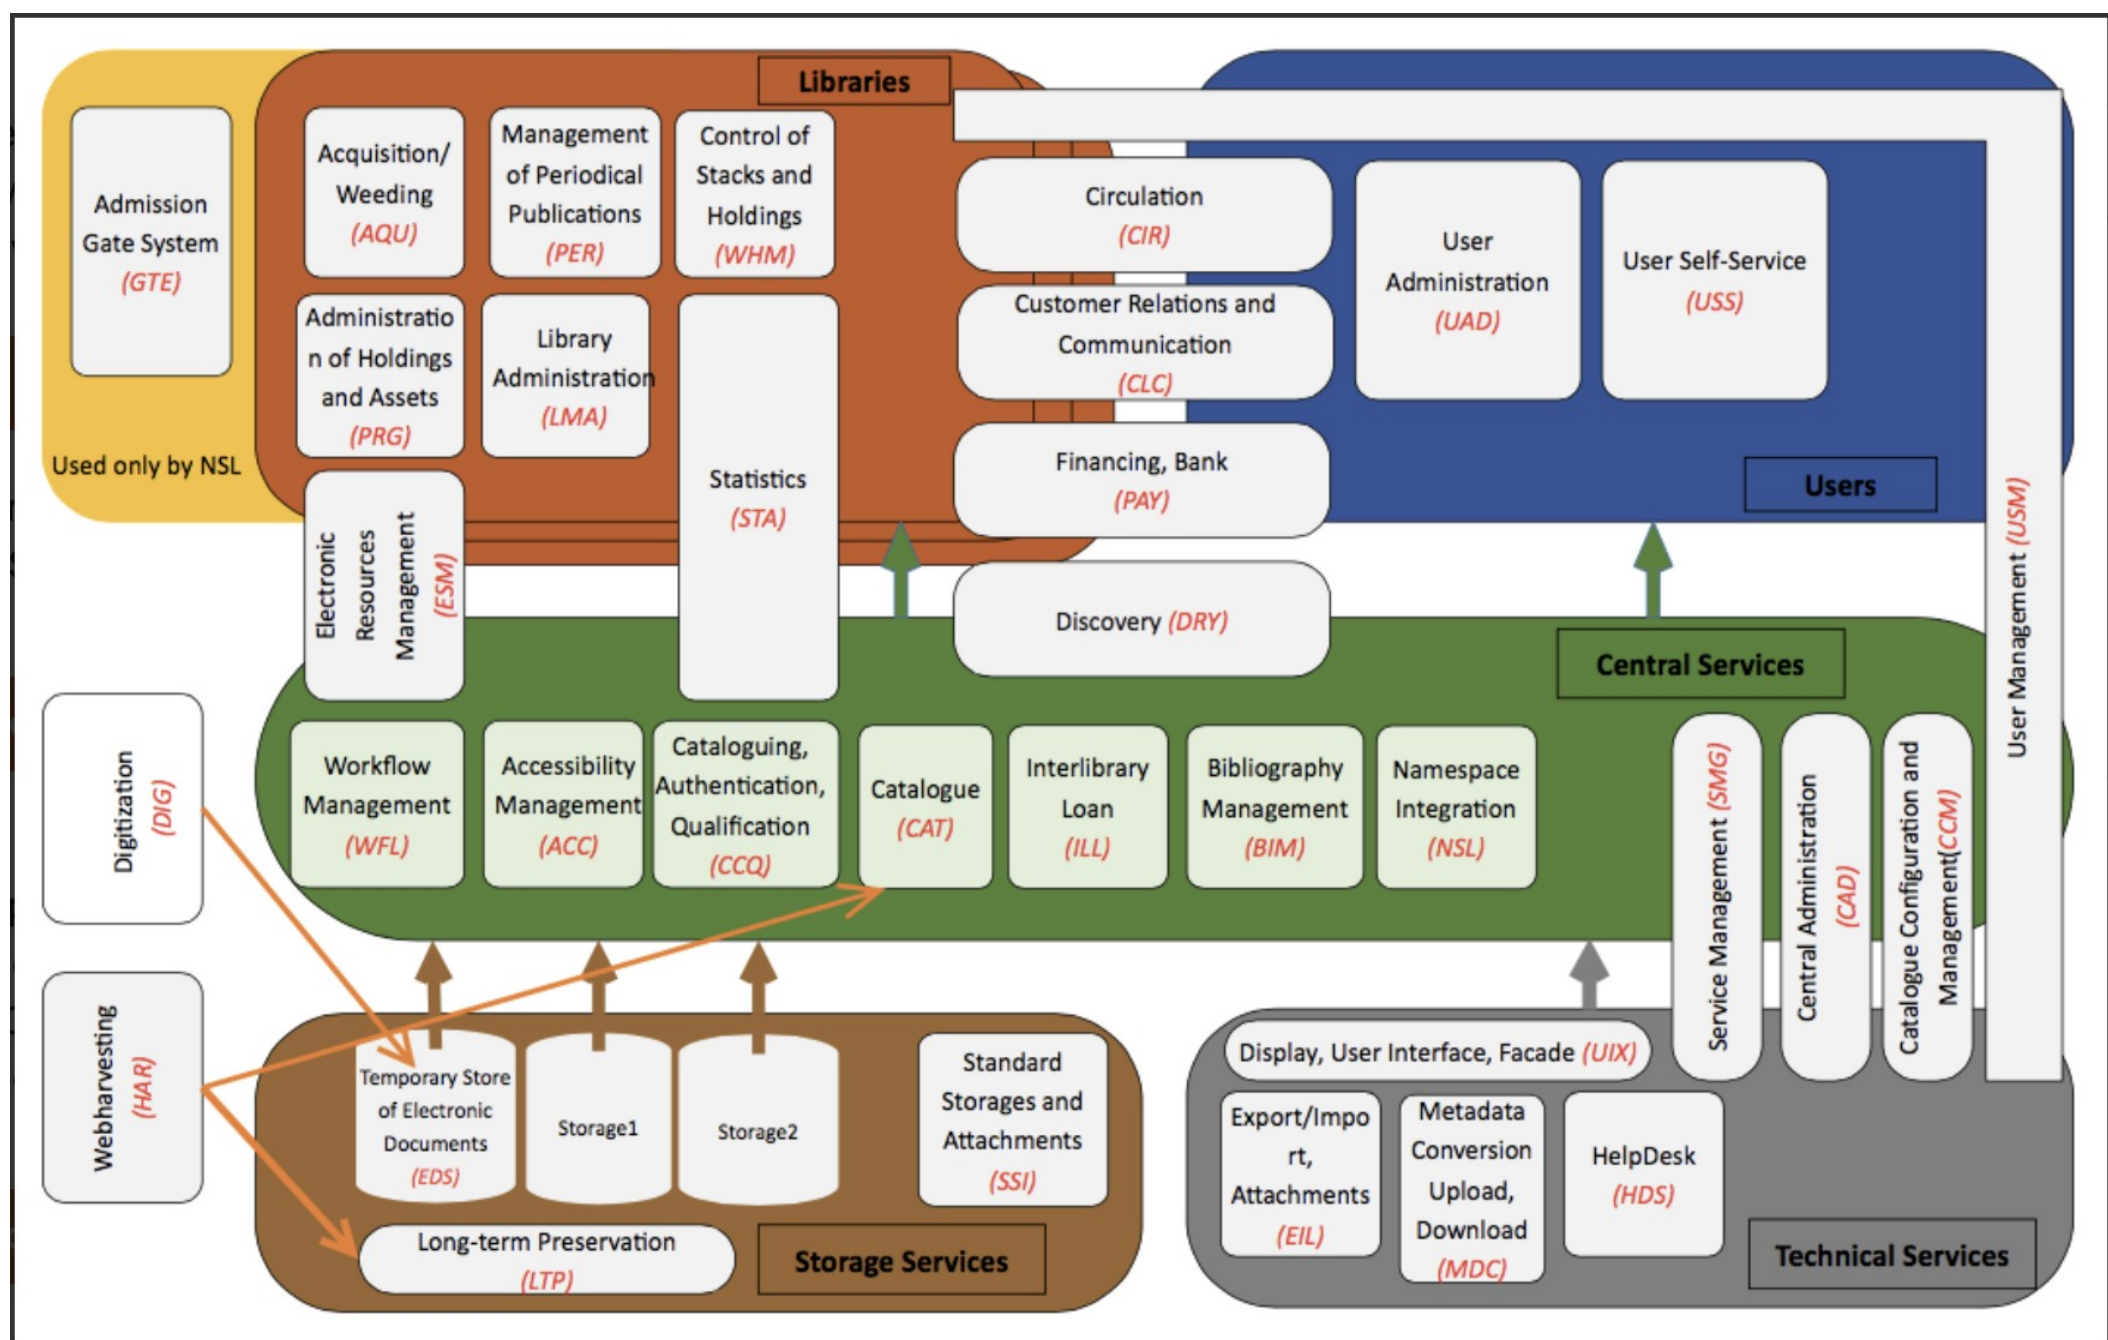 Libraries
Admission
Gate System
(GTE)
Used only by NSL
Acquisition/
Weeding
(AQU)
Management
of Periodical
Publications
(PER)
Control of
Stacks and
Holdings
(WHM)
Administratio
n of Holdings
and Assets
(PRG)
Library
Administration
(LMA)
Statistics
(STA)
Electronic
Resources
Management
(ESM)
Circulation
(CIR)
Customer Relations and
Communication
(CLC)
Financing, Bank
(PAY)
Discovery (DRY)
User
Administration
(UAD)
User Self-Service
(USS)
Users
User Management (USM)
Central Services
Digitization
(DIG)
Webharvesting
(HAR)
Workflow
Management
(WFL)
Accessibility
Management
(ACC)
Cataloguing,
Authentication,
Qualification
(CCQ)
Catalogue
(CAT)
Interlibrary
Loan
(ILL)
Bibliography
Management
(BIM)
Namespace
Integration
(NSL)
Service Management (SMG)
Central Administration
(CAD)
Catalogue Configuration and
Management(CCM)
Temporary Store
of Electronic
Documents
(EDS)
Storage1
Storage2
Standard
Storages and
Attachments
(SSI)
Long-term Preservation
(LTP)
Storage Services
Display, User Interface, Facade (UIX)
Export/Impo
rt,
Attachments
(EIL)
Metadata
Conversion
Upload,
Download
(MDC)
HelpDesk
(HDS)
Technical Services